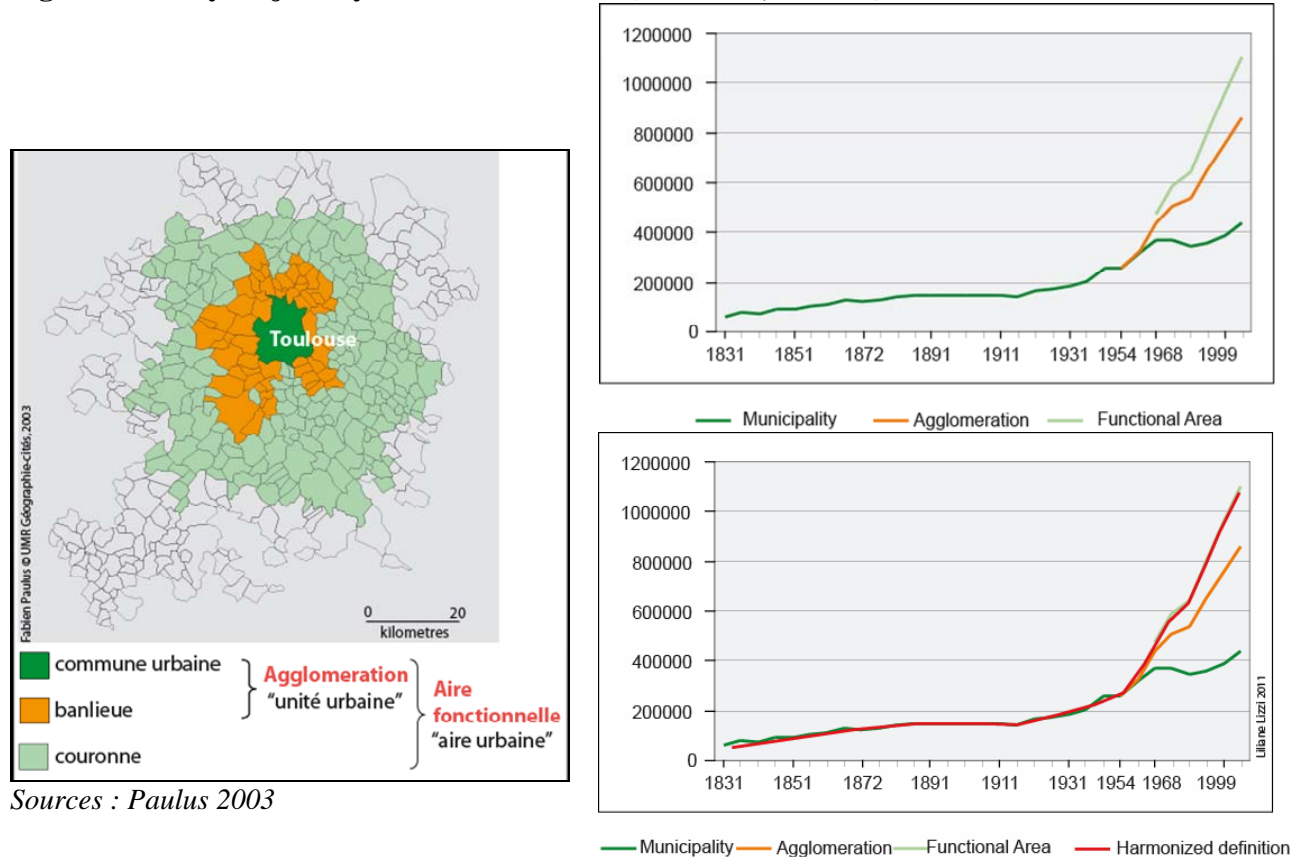 Toulouse
Fabien Paulus © UMR Géographie-cités, 2003
0 20
kilometres
commune urbaine
banlieue
couronne
Agglomeration
"unité urbaine"
Aire
fonctionnelle
"aire urbaine"
Sources : Paulus 2003
1200000
1000000
800000
600000
400000
200000
0
1831 1851 1872 1891 1911 1931 1954 1968 1999
Municipality Agglomeration Functional Area
1200000
1000000
800000
600000
400000
200000
0
1831 1851 1872 1891 1911 1931 1954 1968 1999
Liliane Lizzi 2011
Municipality Agglomeration Functional Area Harmonized definition